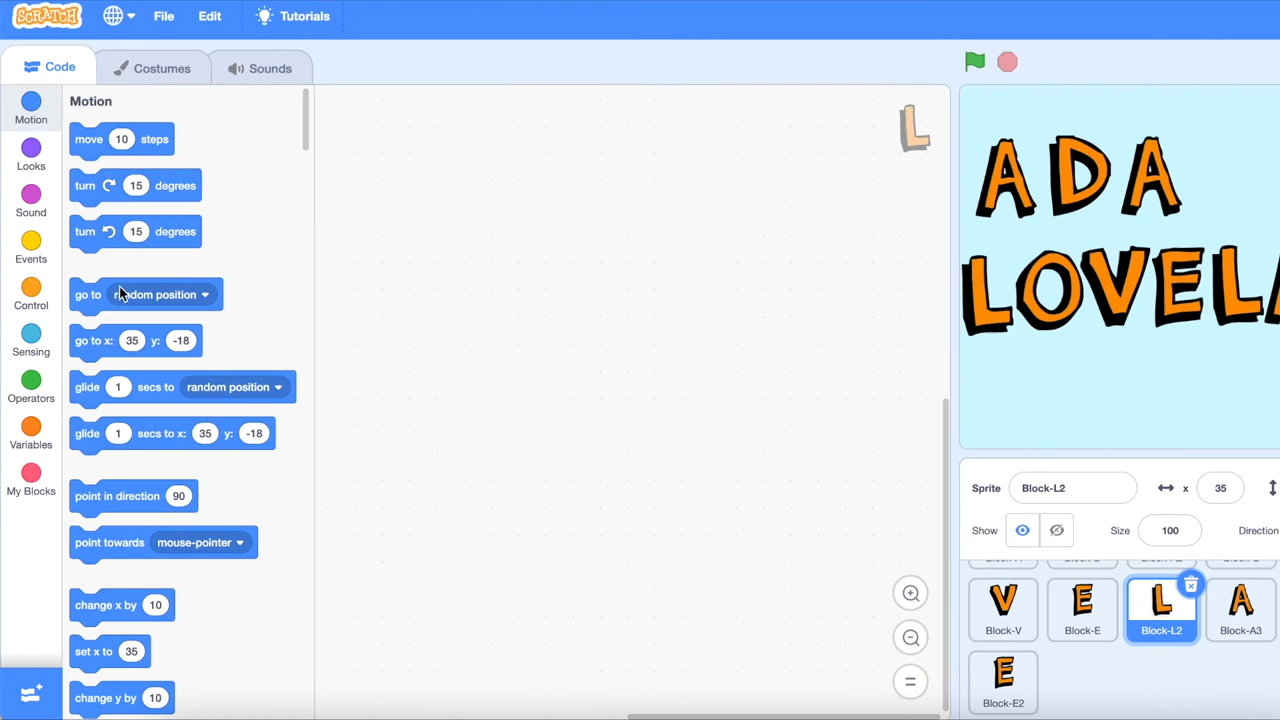 SCRATCH File Edit Tutorials
Code Costumes Sounds
Motion
Looks
Sound
Events
Control
Sensing
Operators
Variables
My Blocks
Motion
move 10 steps
turn 15 degrees
turn 15 degrees
go to random position
go to x: 35 y: -18
glide 1 secs to random position
glide 1 secs to x: 35 y: -18
point in direction 90
point towards mouse-pointer
change x by 10
set x to 35
change y by 10
L
ADA
LOVELA
Sprite Block-L2 x 35
Show Size 100 Direction
V E L A
Block-V Block-E Block-L2 Block-A3
E
Block-E2